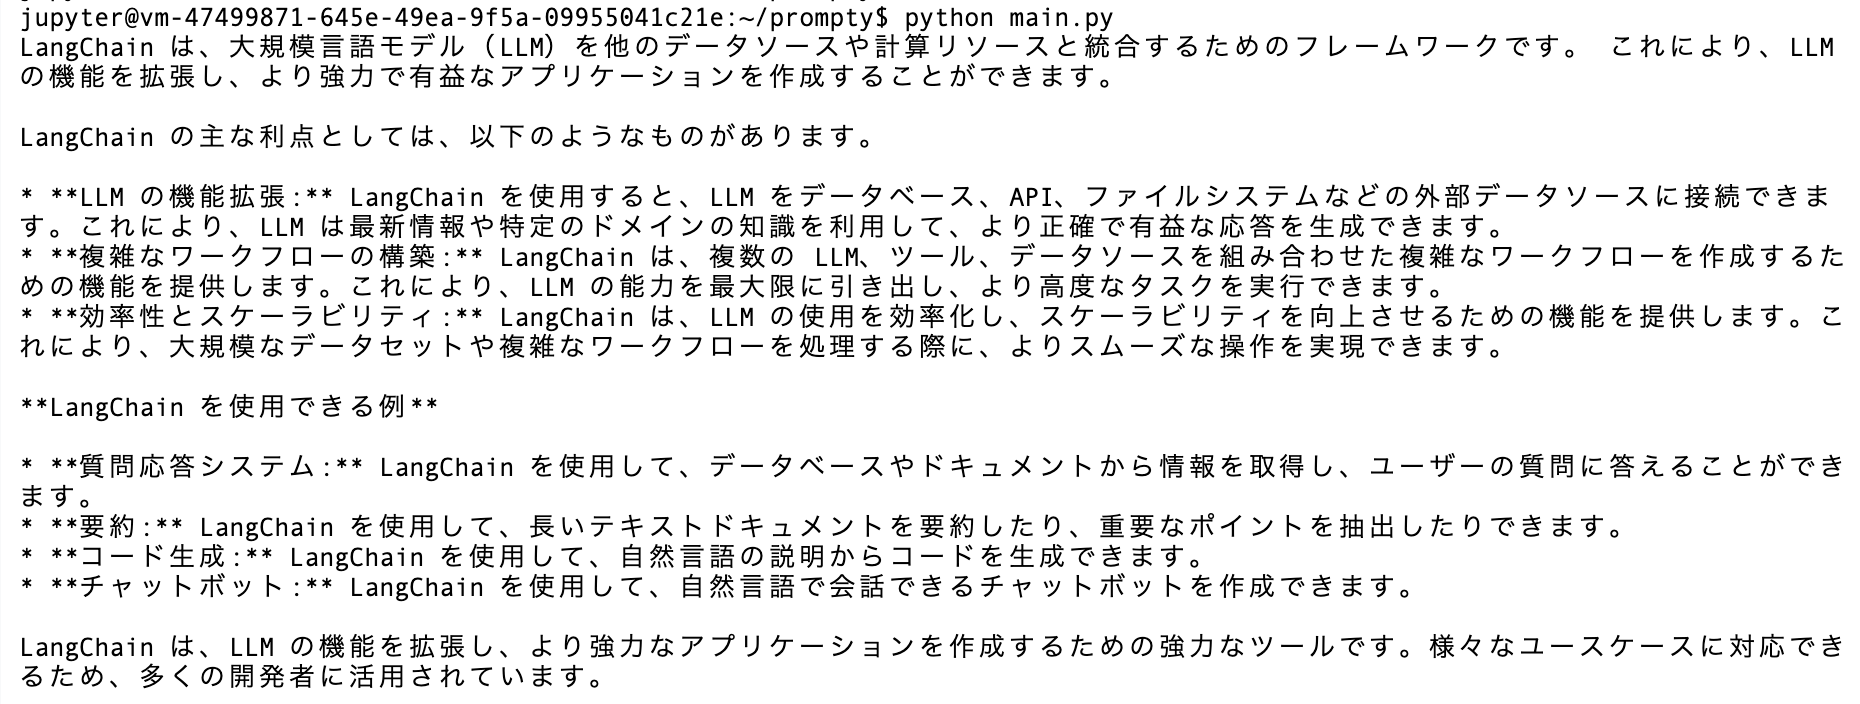 jupyter@vm-47499871-645e-49ea-9f5a-09955041c21e:~/prompty$ python main.py
LangChain は、大規模言語モデル（LLM）を他のデータソースや計算リソースと統合するためのフレームワークです。 これにより、LLM
の機能を拡張し、より強力で有益なアプリケーションを作成することができます。

LangChain の主な利点としては、以下のようなものがあります。

* **LLM の機能拡張:** LangChain を使用すると、LLM をデータベース、API、ファイルシステムなどの外部データソースに接続できま
す。これにより、LLM は最新情報や特定のドメインの知識を利用して、より正確で有益な応答を生成できます。
* **複雑なワークフローの構築:** LangChain は、複数の LLM、ツール、データソースを組み合わせた複雑なワークフローを作成するた
めの機能を提供します。これにより、LLM の能力を最大限に引き出し、より高度なタスクを実行できます。
* **効率性とスケーラビリティ:** LangChain は、LLM の使用を効率化し、スケーラビリティを向上させるための機能を提供します。こ
れにより、大規模なデータセットや複雑なワークフローを処理する際に、よりスムーズな操作を実現できます。

**LangChain を使用できる例**

* **質問応答システム:** LangChain を使用して、データベースやドキュメントから情報を取得し、ユーザーの質問に答えることができ
ます。
* **要約:** LangChain を使用して、長いテキストドキュメントを要約したり、重要なポイントを抽出したりできます。
* **コード生成:** LangChain を使用して、自然言語の説明からコードを生成できます。
* **チャットボット:** LangChain を使用して、自然言語で会話できるチャットボットを作成できます。

LangChain は、LLM の機能を拡張し、より強力なアプリケーションを作成するための強力なツールです。様々なユースケースに対応でき
るため、多くの開発者に活用されています。